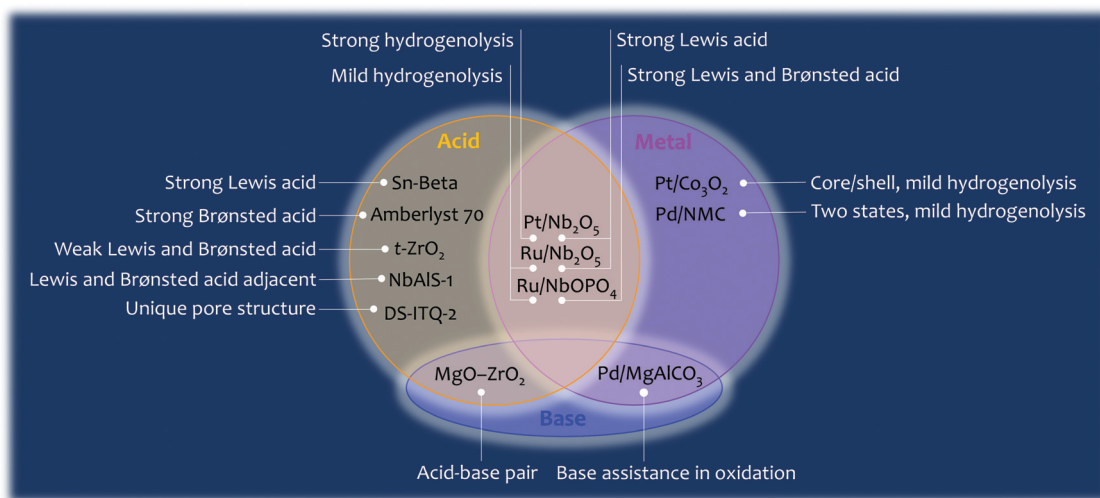 Strong hydrogenolysis
Strong Lewis acid
Mild hydrogenolysis
Strong Lewis and Brønsted acid
Acid
Metal
Strong Lewis acid
Sn-Beta
Pt/Co₃O₂
Core/shell, mild hydrogenolysis
Strong Brønsted acid
Amberlyst 70
Pd/NMC
Two states, mild hydrogenolysis
Pt/Nb₂O₅
Weak Lewis and Brønsted acid
t-ZrO₂
Ru/Nb₂O₅
Lewis and Brønsted acid adjacent
NbAlS-1
Ru/NbOPO₄
Unique pore structure
DS-ITQ-2
MgO–ZrO₂
Pd/MgAlCO₃
Base
Acid-base pair
Base assistance in oxidation